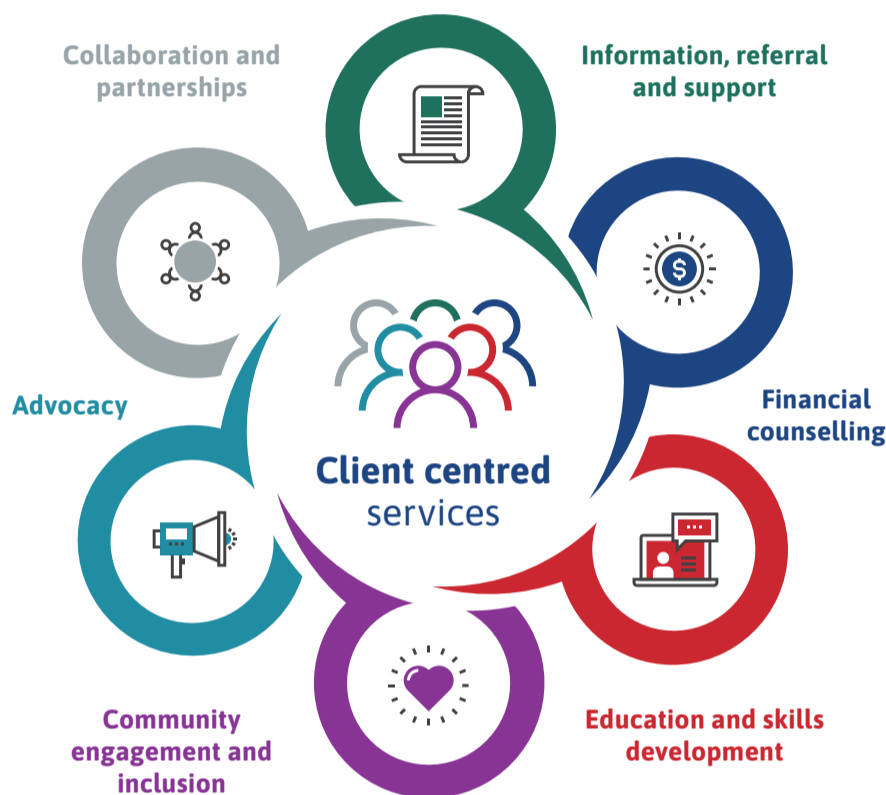 Collaboration and
partnerships
Information, referral
and support
$
Advocacy
Financial
counselling
Client centred
services
Community
engagement and
inclusion
Education and skills
development